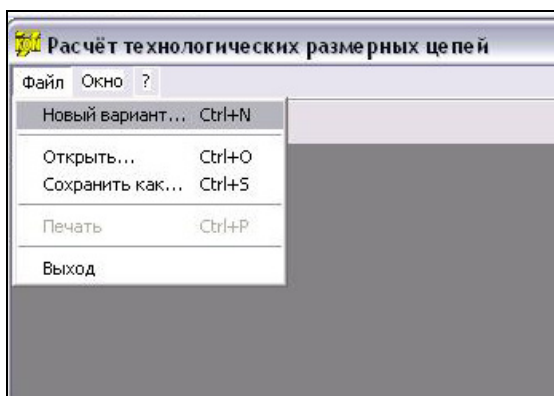 Расчёт технологических размерных цепей
Файл Окно ?
Новый вариант... Ctrl+N
Открыть... Ctrl+O
Сохранить как... Ctrl+S
Печать Ctrl+P
Выход